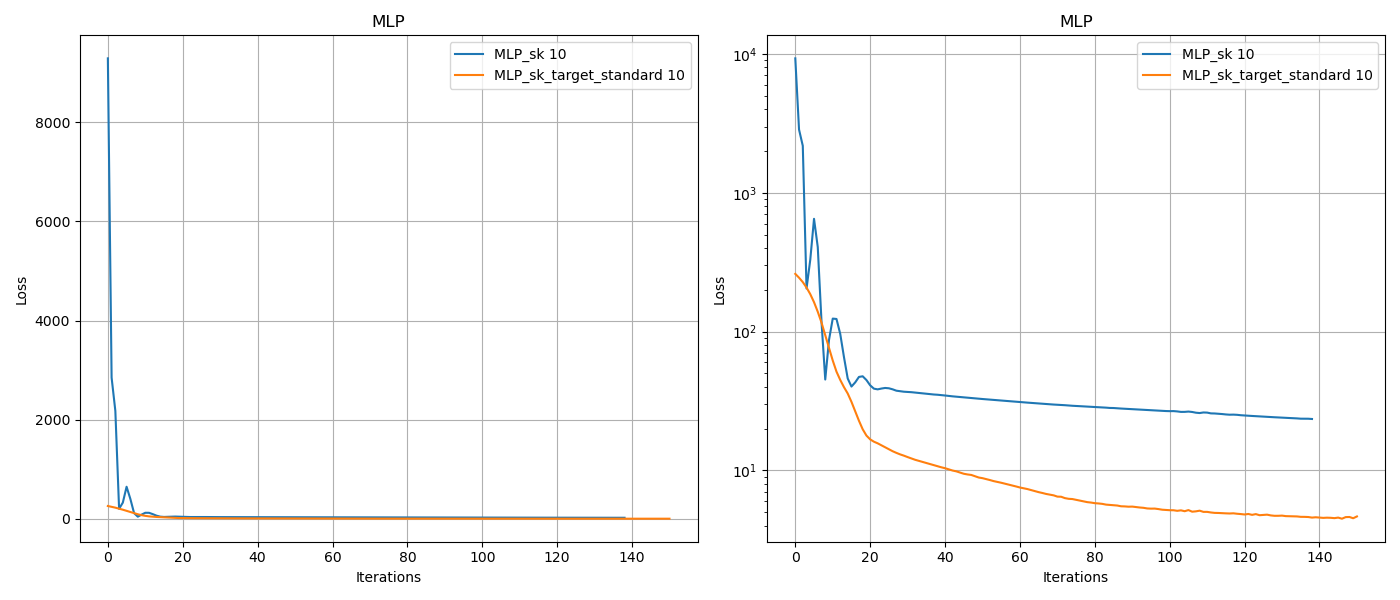 MLP
MLP_sk 10
MLP_sk_target_standard 10
Loss
8000
6000
4000
2000
0
0 20 40 60 80 100 120 140
Iterations
MLP
MLP_sk 10
MLP_sk_target_standard 10
Loss
10⁴
10³
10²
10¹
0 20 40 60 80 100 120 140
Iterations